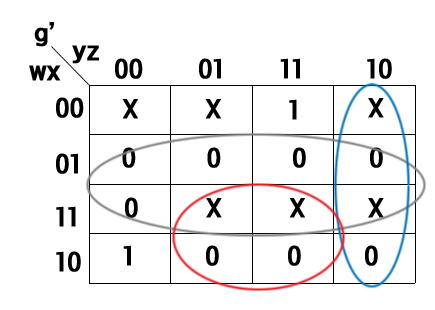 g’
yz
wx
00 01 11 10
00 X X 1 X
01 0 0 0 0
11 0 X X X
10 1 0 0 0